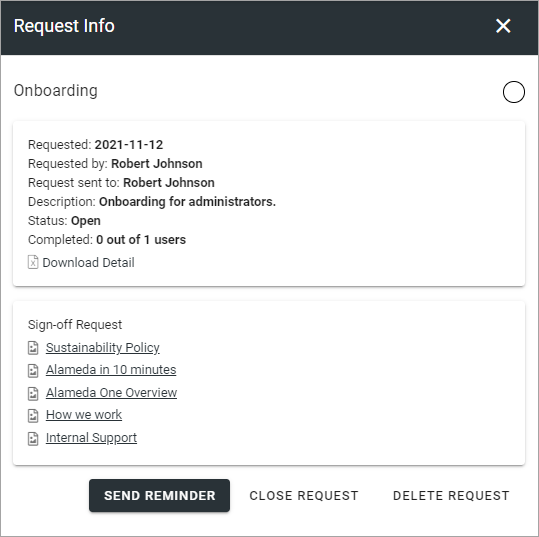 Request Info
Onboarding
Requested: 2021-11-12
Requested by: Robert Johnson
Request sent to: Robert Johnson
Description: Onboarding for administrators.
Status: Open
Completed: 0 out of 1 users
Download Detail
Sign-off Request
Sustainability Policy
Alameda in 10 minutes
Alameda One Overview
How we work
Internal Support
SEND REMINDER CLOSE REQUEST DELETE REQUEST